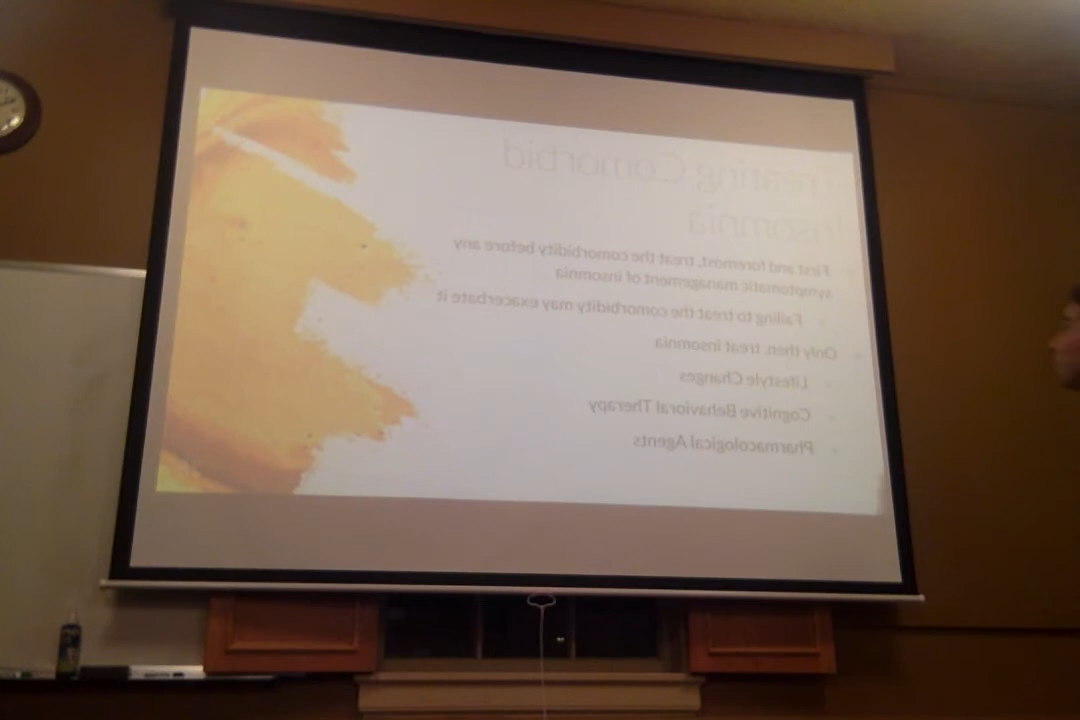 Treating Comorbid
Insomnia
First and foremost, treat the comorbidity before any
symptomatic management of insomnia
Failing to treat the comorbidity may exacerbate it
Only then, treat insomnia
Lifestyle Changes
Cognitive Behavioral Therapy
Pharmacological Agents